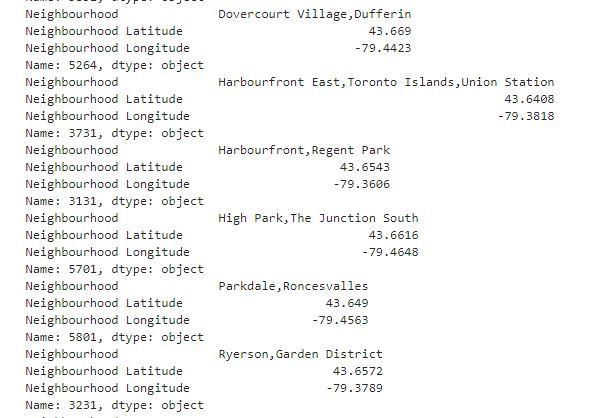 Neighbourhood Dovercourt Village,Dufferin
Neighbourhood Latitude 43.669
Neighbourhood Longitude -79.4423
Name: 5264, dtype: object
Neighbourhood Harbourfront East,Toronto Islands,Union Station
Neighbourhood Latitude 43.6408
Neighbourhood Longitude -79.3818
Name: 3731, dtype: object
Neighbourhood Harbourfront,Regent Park
Neighbourhood Latitude 43.6543
Neighbourhood Longitude -79.3606
Name: 3131, dtype: object
Neighbourhood High Park,The Junction South
Neighbourhood Latitude 43.6616
Neighbourhood Longitude -79.4648
Name: 5701, dtype: object
Neighbourhood Parkdale,Roncesvalles
Neighbourhood Latitude 43.649
Neighbourhood Longitude -79.4563
Name: 5801, dtype: object
Neighbourhood Ryerson,Garden District
Neighbourhood Latitude 43.6572
Neighbourhood Longitude -79.3789
Name: 3231, dtype: object